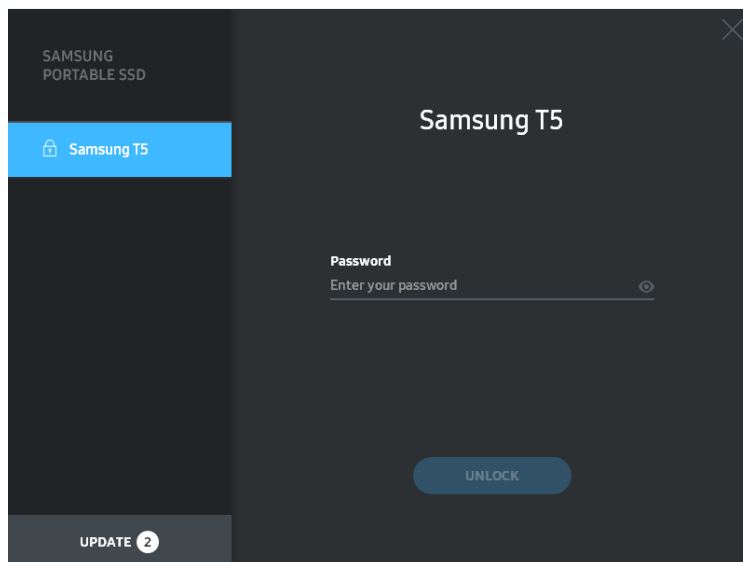 SAMSUNG
PORTABLE SSD
Samsung T5
Samsung T5
Password
Enter your password
UNLOCK
UPDATE 2